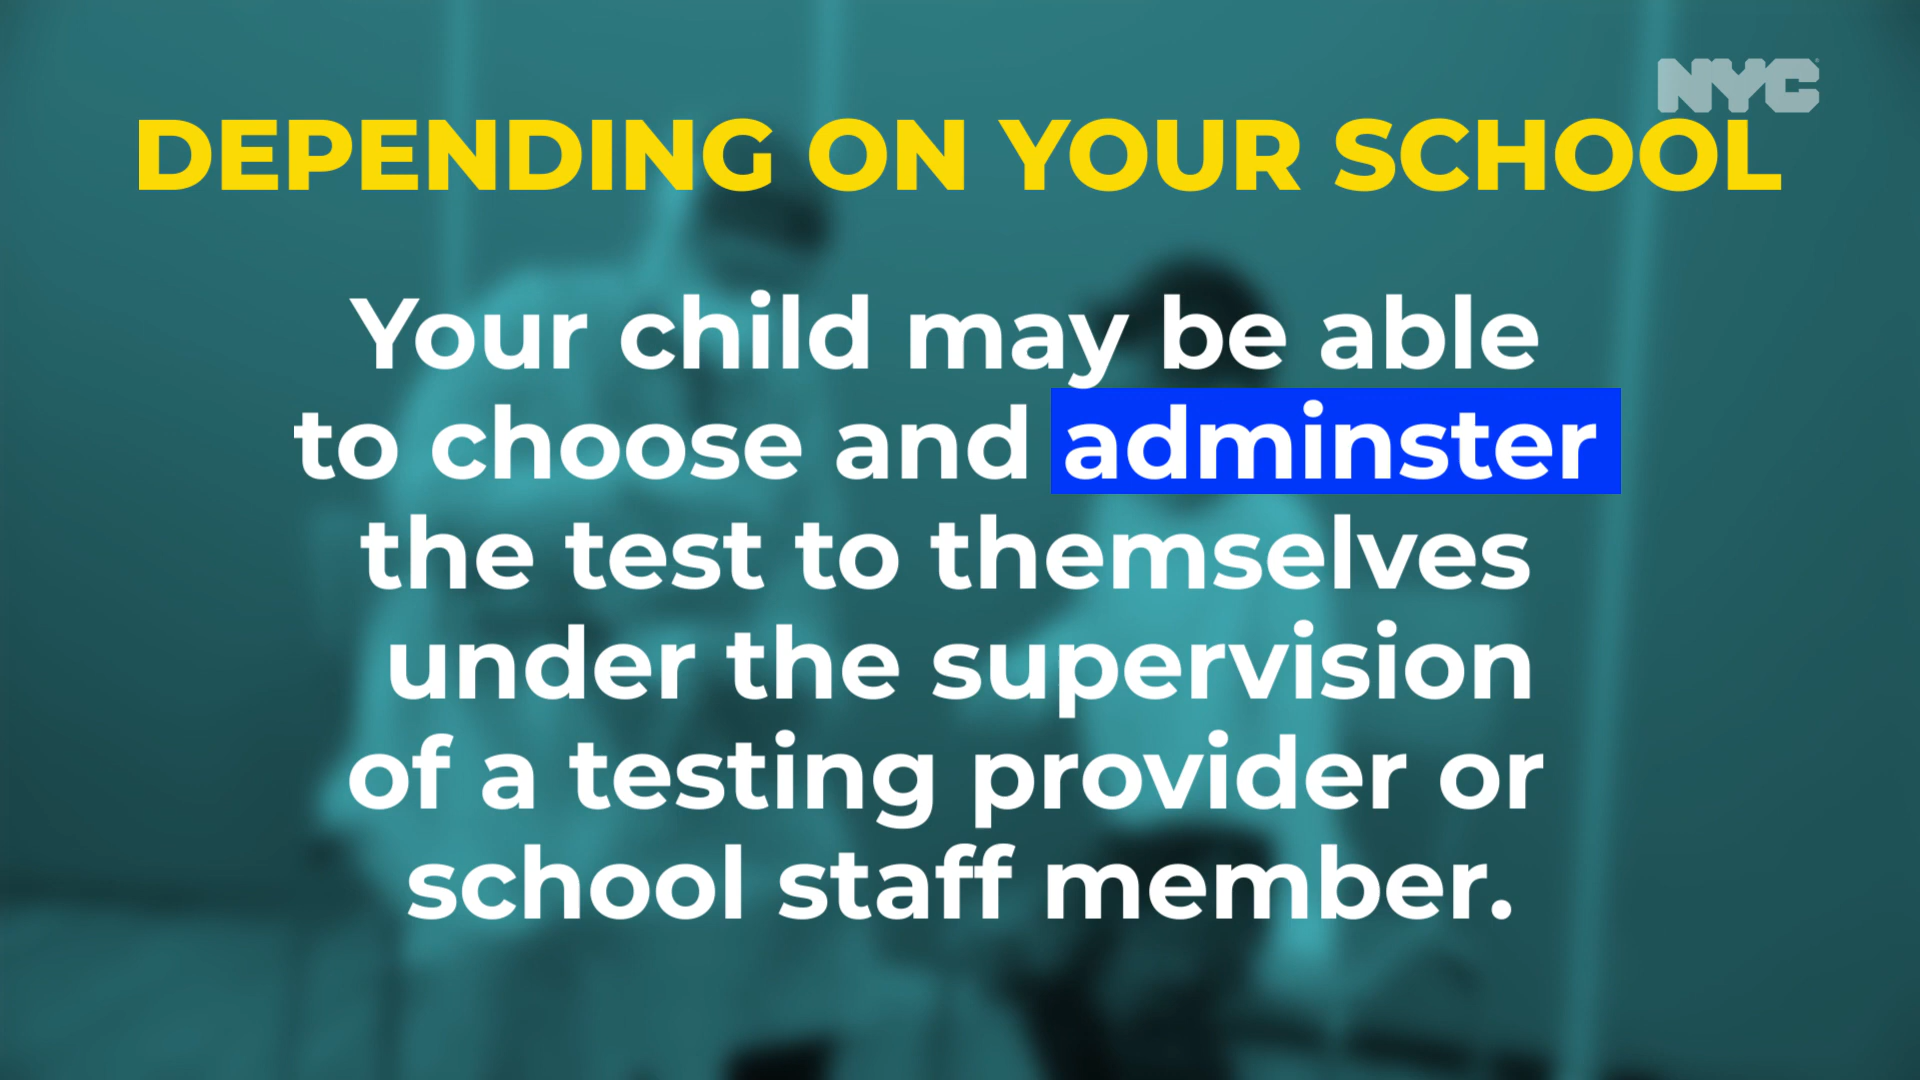 NYC
DEPENDING ON YOUR SCHOOL
Your child may be able
to choose and adminster
the test to themselves
under the supervision
of a testing provider or
school staff member.